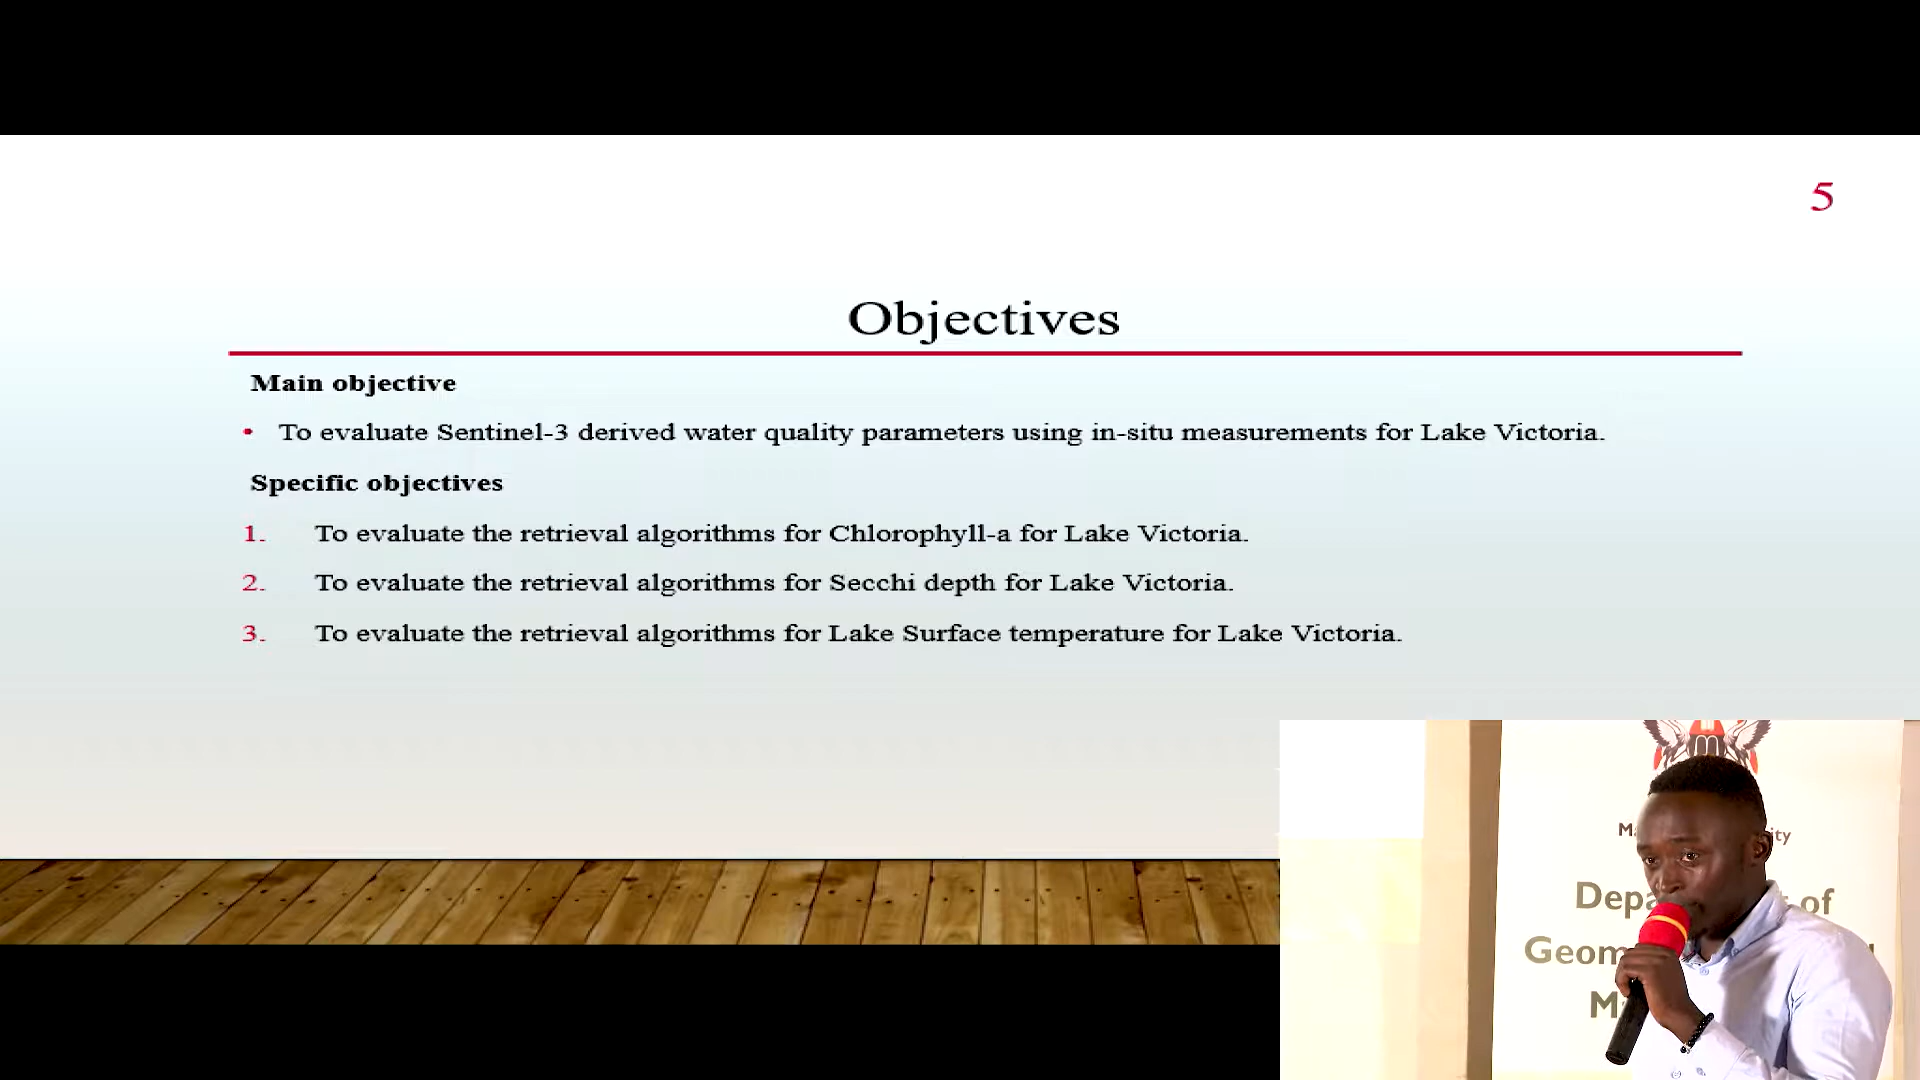 5
Objectives
Main objective
• To evaluate Sentinel-3 derived water quality parameters using in-situ measurements for Lake Victoria.
Specific objectives
1. To evaluate the retrieval algorithms for Chlorophyll-a for Lake Victoria.
2. To evaluate the retrieval algorithms for Secchi depth for Lake Victoria.
3. To evaluate the retrieval algorithms for Lake Surface temperature for Lake Victoria.
of